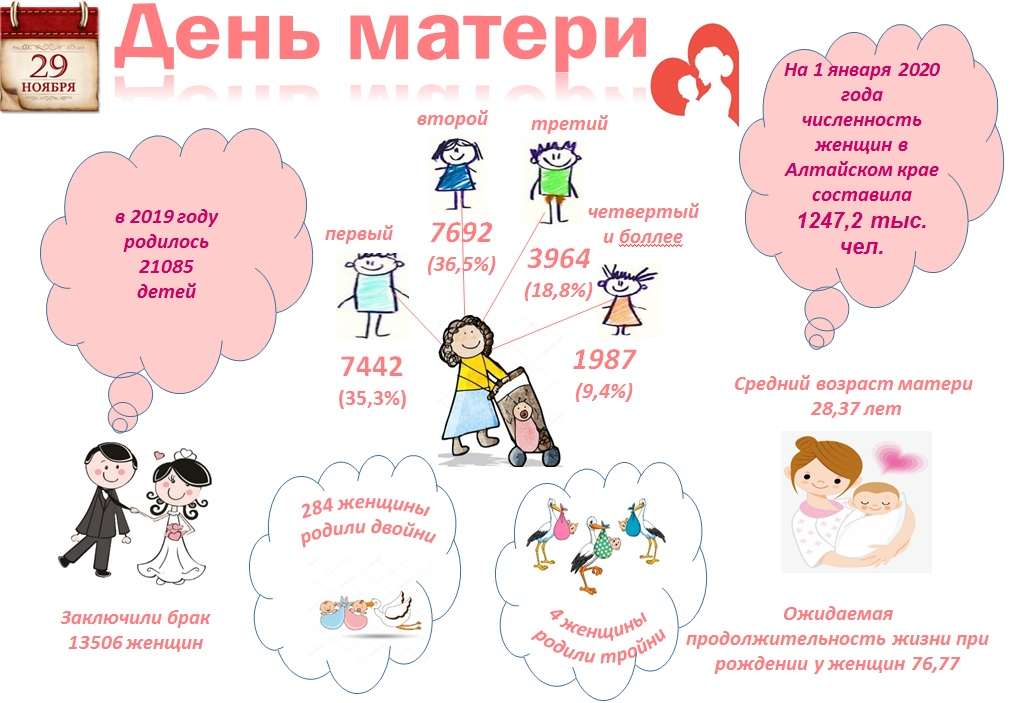 29
НОЯБРЯ
День матери
На 1 января 2020
года
численность
женщин в
Алтайском крае
составила
1247,2 тыс.
чел.
в 2019 году
родилось
21085
детей
первый
7442
(35,3%)
второй
7692
(36,5%)
третий
3964
(18,8%)
четвертый
и боллее
1987
(9,4%)
Средний возраст матери
28,37 лет
284 женщины
родили двойни
4 женщины
родили тройни
Заключили брак
13506 женщин
Ожидаемая
продолжительность жизни при
рождении у женщин 76,77